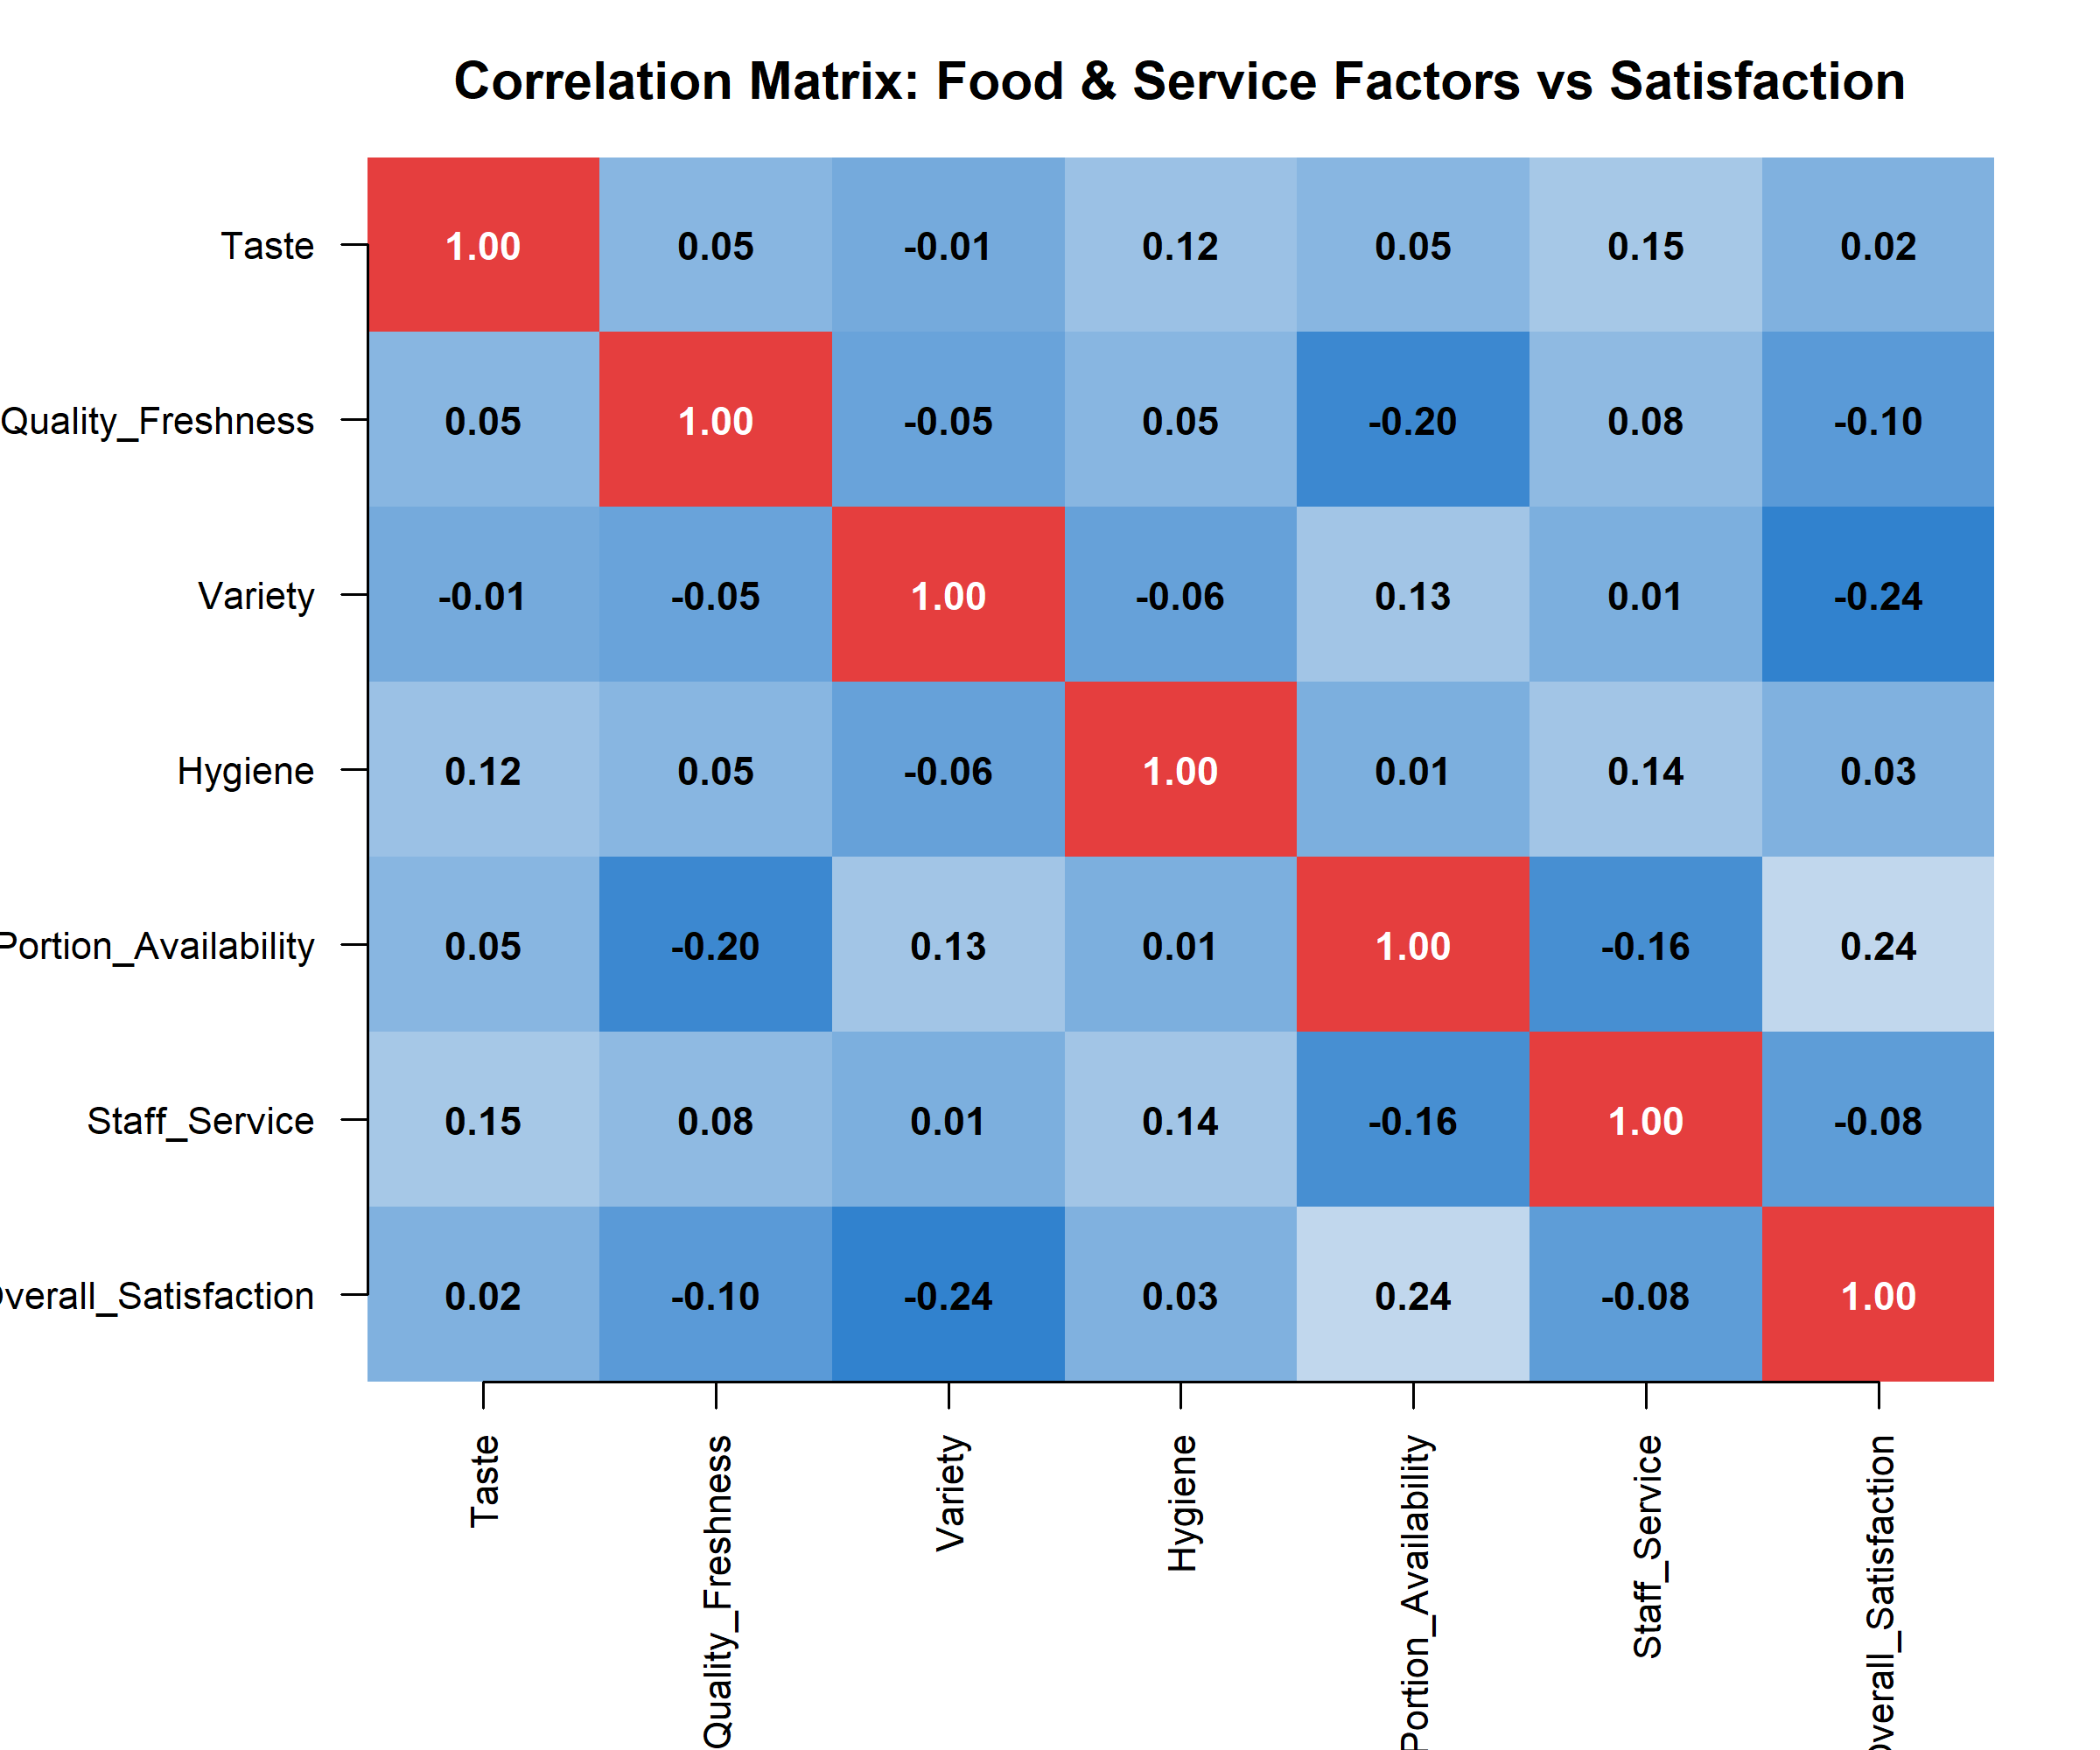 Correlation Matrix: Food & Service Factors vs Satisfaction
Taste 1.00 0.05 -0.01 0.12 0.05 0.15 0.02
Quality_Freshness 0.05 1.00 -0.05 0.05 -0.20 0.08 -0.10
Variety -0.01 -0.05 1.00 -0.06 0.13 0.01 -0.24
Hygiene 0.12 0.05 -0.06 1.00 0.01 0.14 0.03
Portion_Availability 0.05 -0.20 0.13 0.01 1.00 -0.16 0.24
Staff_Service 0.15 0.08 0.01 0.14 -0.16 1.00 -0.08
Overall_Satisfaction 0.02 -0.10 -0.24 0.03 0.24 -0.08 1.00
Taste
Quality_Freshness
Variety
Hygiene
Portion_Availability
Staff_Service
Overall_Satisfaction